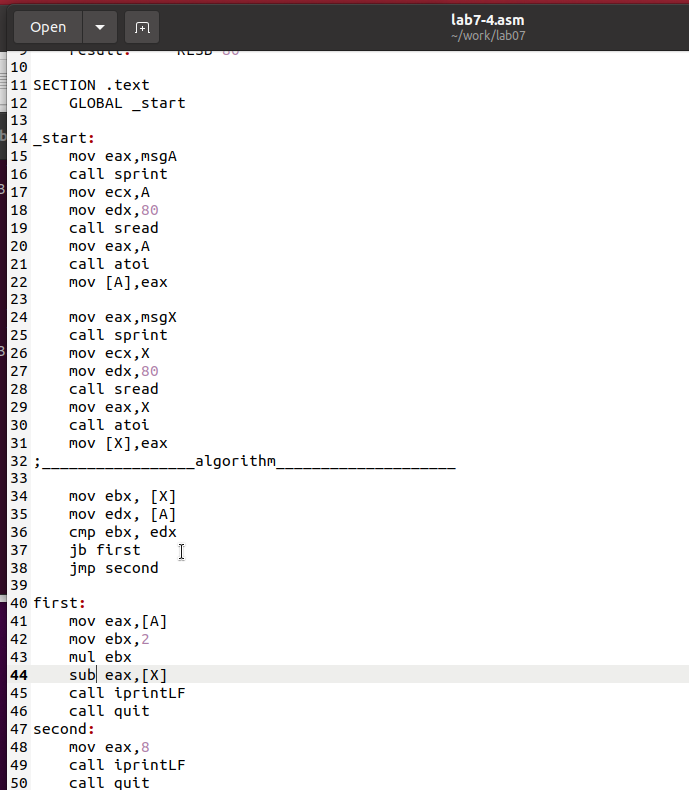 Open
lab7-4.asm
~/work/lab07
9     result:     RESB 80
10
11 SECTION .text
12     GLOBAL _start
13
14 _start:
15     mov eax,msgA
16     call sprint
17     mov ecx,A
18     mov edx,80
19     call sread
20     mov eax,A
21     call atoi
22     mov [A],eax
23
24     mov eax,msgX
25     call sprint
26     mov ecx,X
27     mov edx,80
28     call sread
29     mov eax,X
30     call atoi
31     mov [X],eax
32 ;_________________algorithm____________________
33
34     mov ebx, [X]
35     mov edx, [A]
36     cmp ebx, edx
37     jb first
38     jmp second
39
40 first:
41     mov eax,[A]
42     mov ebx,2
43     mul ebx
44     sub eax,[X]
45     call iprintLF
46     call quit
47 second:
48     mov eax,8
49     call iprintLF
50     call quit